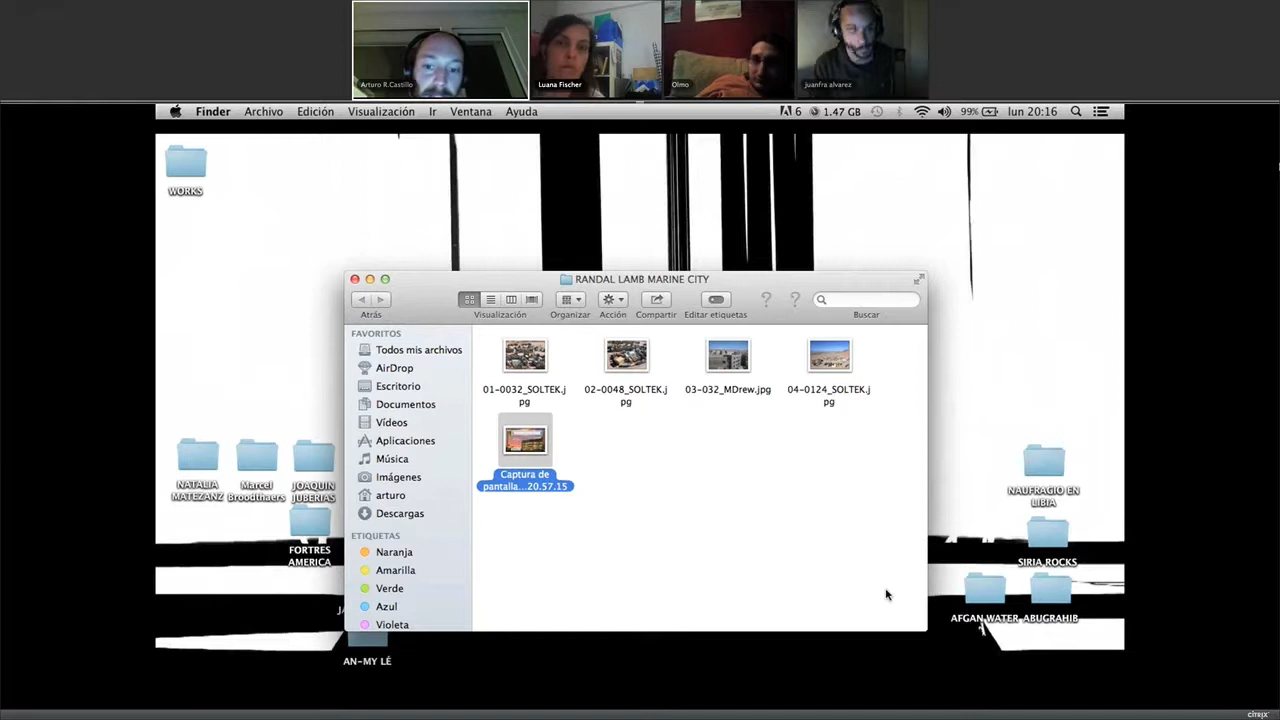 Arturo R.Castillo
Luana Fischer
Olmo
juanfra alvarez
Finder Archivo Edición Visualización Ir Ventana Ayuda
6 1.47 GB 99% lun 20:16
WORKS
RANDAL LAMB MARINE CITY
Atrás Visualización Organizar Acción Compartir Editar etiquetas ? ? Buscar
FAVORITOS
Todos mis archivos
AirDrop
Escritorio
Documentos
Vídeos
Aplicaciones
Música
Imágenes
arturo
Descargas
ETIQUETAS
Naranja
Amarilla
Verde
Azul
Violeta
01-0032_SOLTEK.j
pg
02-0048_SOLTEK.j
pg
03-032_MDrew.jpg
04-0124_SOLTEK.j
pg
Captura de
pantalla...20.57.15
NATALIA
MATEZANZ
Marcel
Broodthaers
JOAQUIN
JUBERIAS
FORTRES
AMERICA
AN-MY LÉ
NAUFRAGIO EN
LIBIA
SIRIA ROCKS
AFGAN WATER
ABUGRAHIB
CITRIX